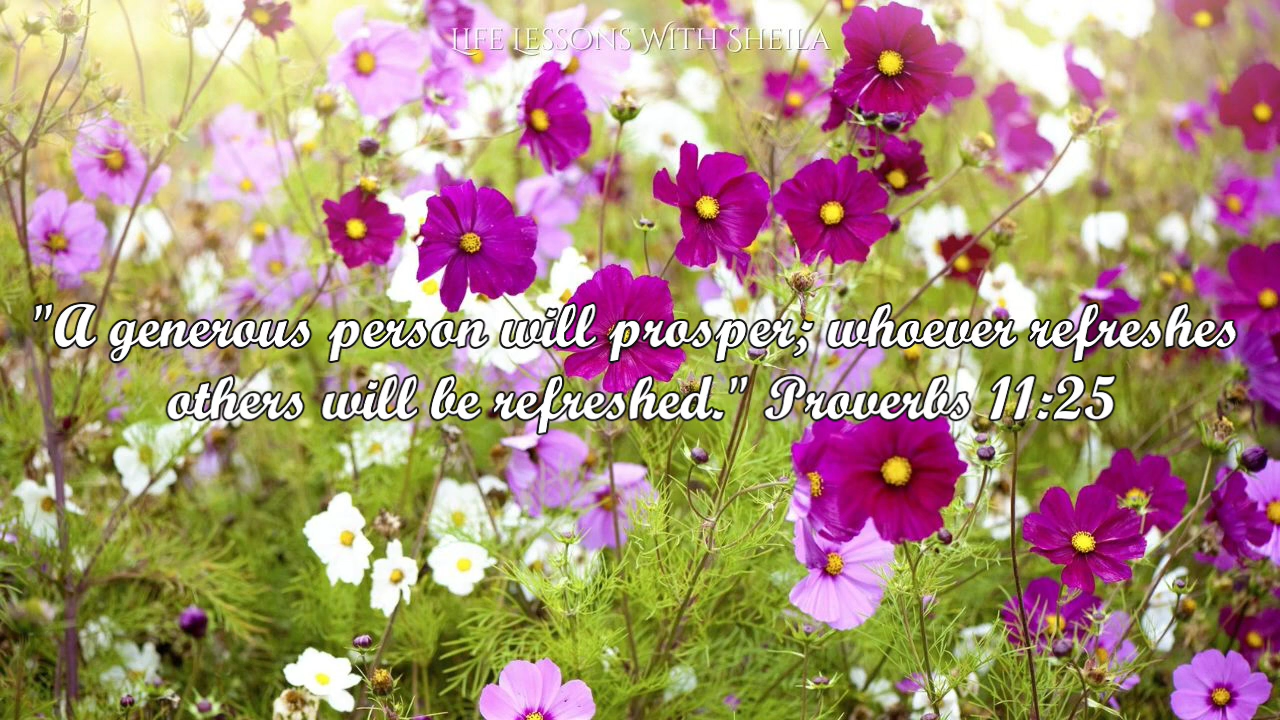 Life Lessons With Sheila
"A generous person will prosper; whoever refreshes
others will be refreshed." Proverbs 11:25